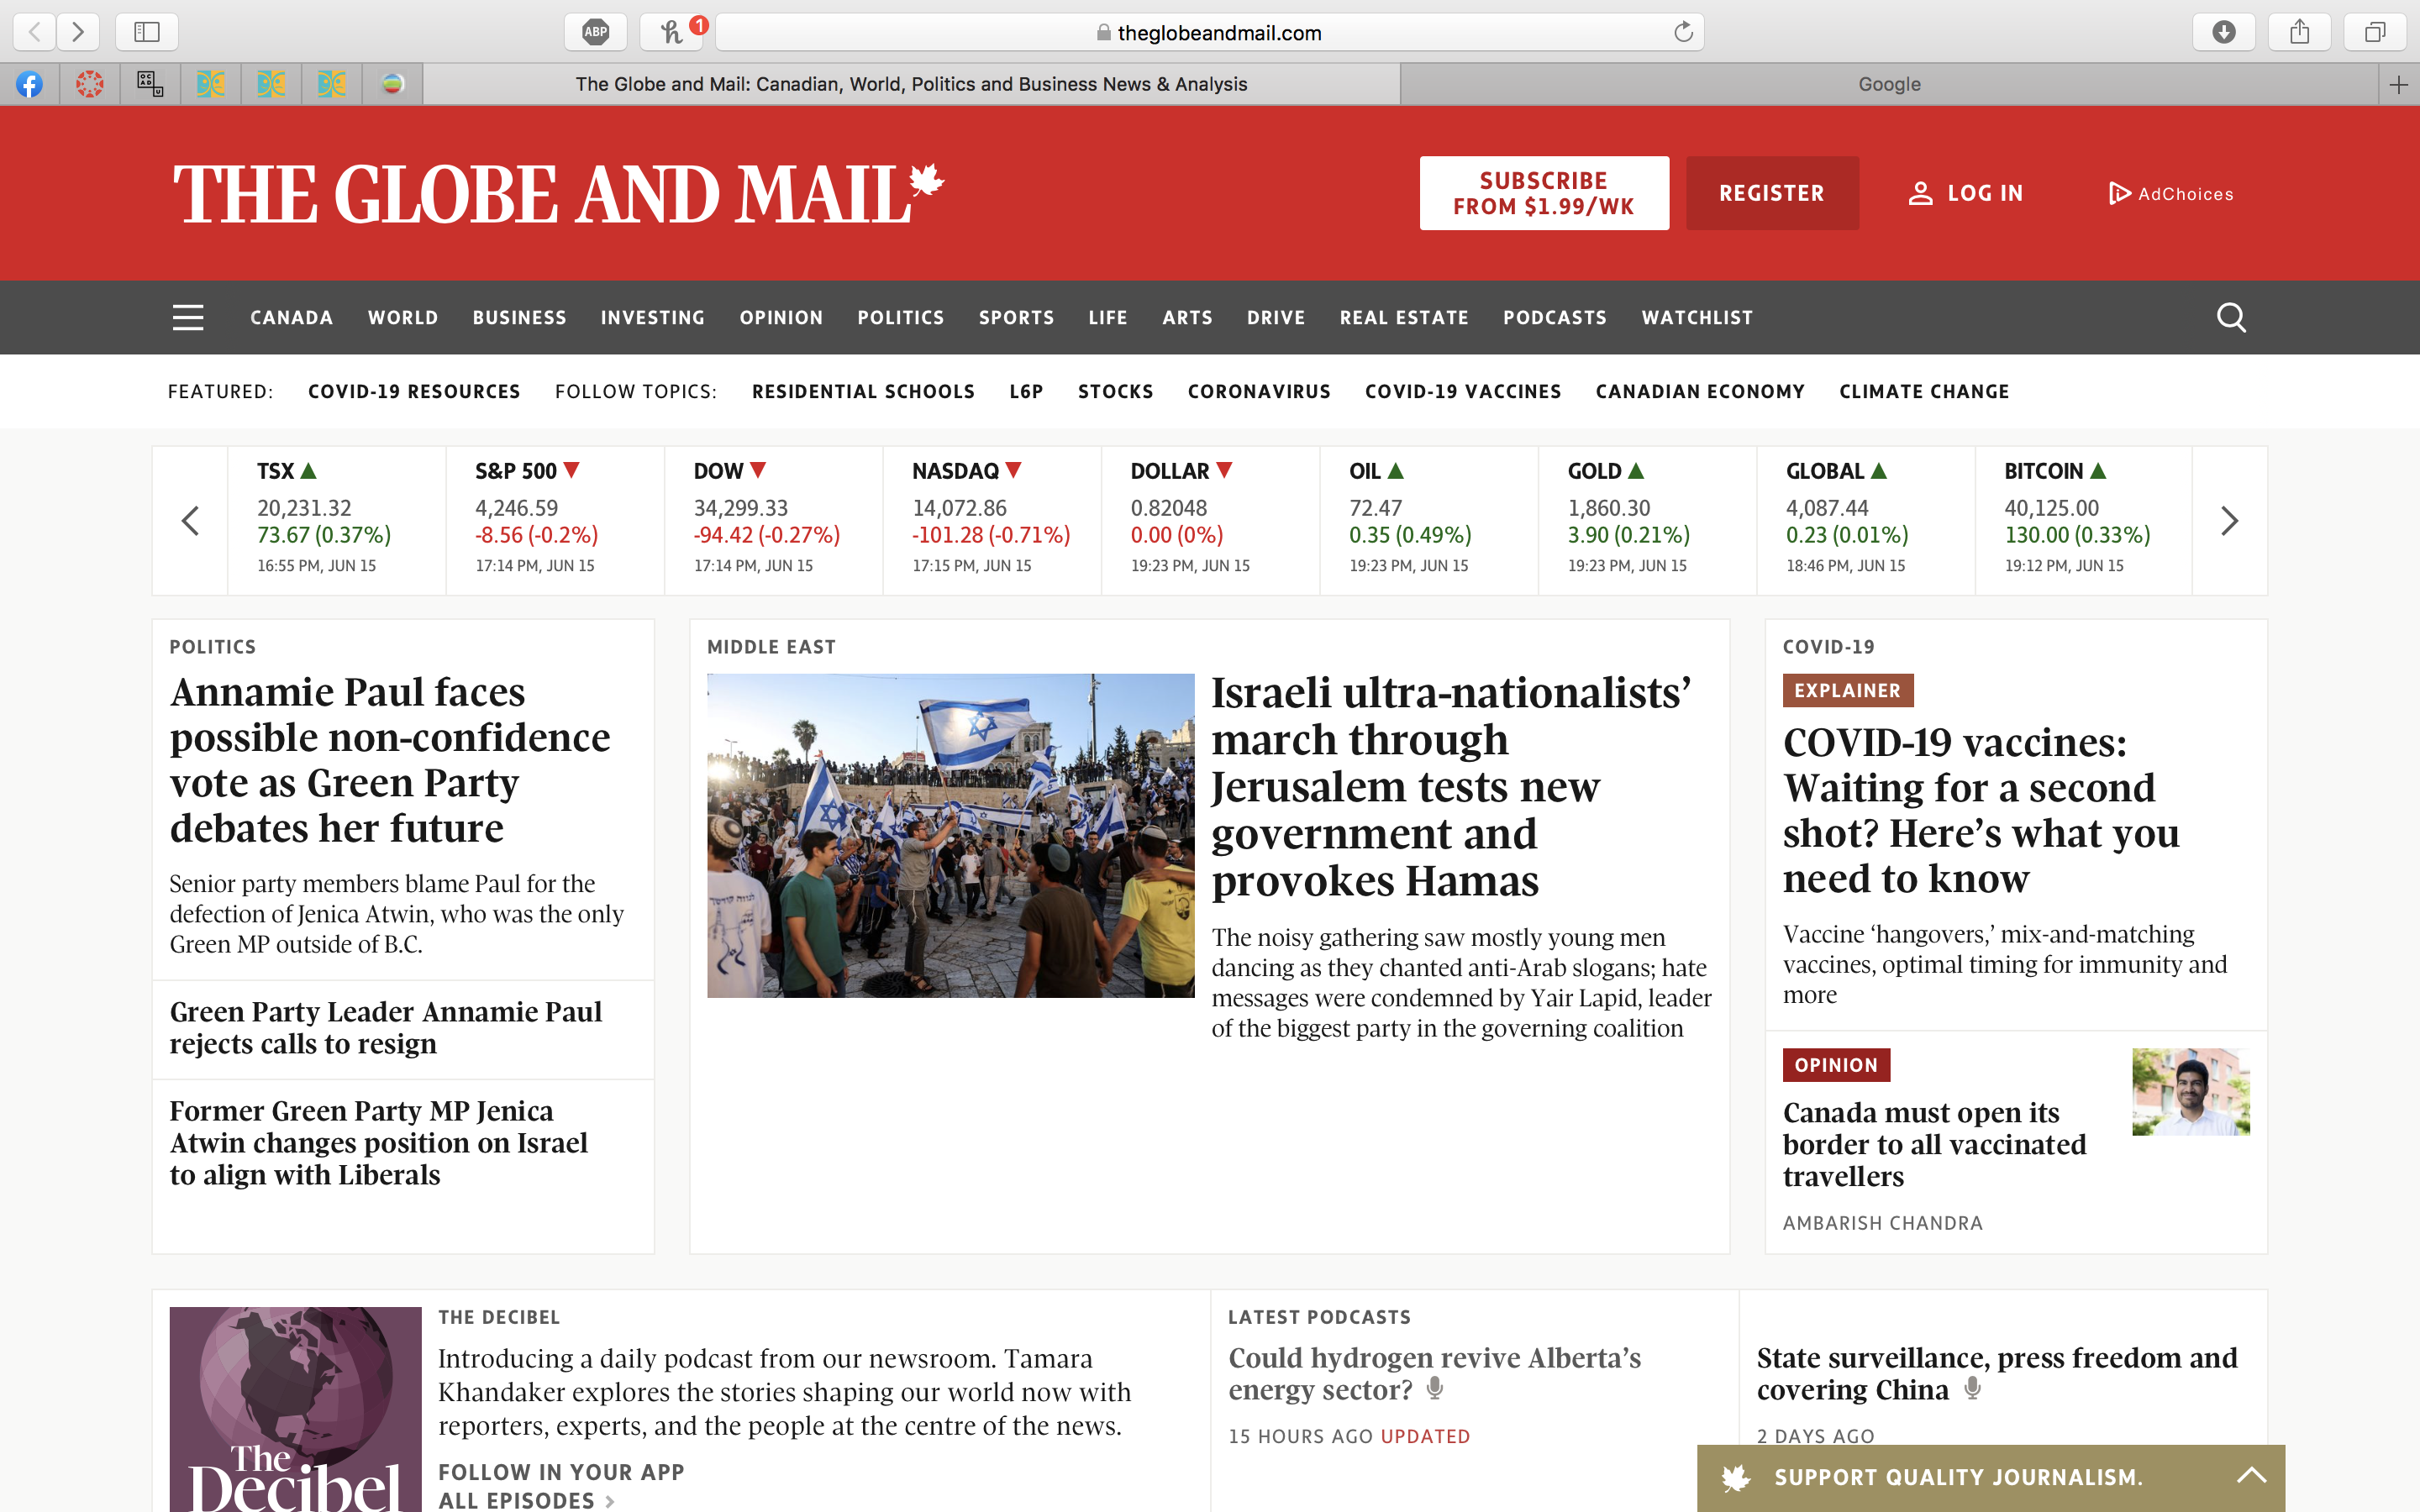 ABP
1
theglobeandmail.com
The Globe and Mail: Canadian, World, Politics and Business News & Analysis
Google
THE GLOBE AND MAIL
SUBSCRIBE
FROM $1.99/WK
REGISTER
LOG IN
AdChoices
CANADA WORLD BUSINESS INVESTING OPINION POLITICS SPORTS LIFE ARTS DRIVE REAL ESTATE PODCASTS WATCHLIST
FEATURED: COVID-19 RESOURCES FOLLOW TOPICS: RESIDENTIAL SCHOOLS L6P STOCKS CORONAVIRUS COVID-19 VACCINES CANADIAN ECONOMY CLIMATE CHANGE
TSX
20,231.32
73.67 (0.37%)
16:55 PM, JUN 15
S&P 500
4,246.59
-8.56 (-0.2%)
17:14 PM, JUN 15
DOW
34,299.33
-94.42 (-0.27%)
17:14 PM, JUN 15
NASDAQ
14,072.86
-101.28 (-0.71%)
17:15 PM, JUN 15
DOLLAR
0.82048
0.00 (0%)
19:23 PM, JUN 15
OIL
72.47
0.35 (0.49%)
19:23 PM, JUN 15
GOLD
1,860.30
3.90 (0.21%)
19:23 PM, JUN 15
GLOBAL
4,087.44
0.23 (0.01%)
18:46 PM, JUN 15
BITCOIN
40,125.00
130.00 (0.33%)
19:12 PM, JUN 15
POLITICS
Annamie Paul faces
possible non-confidence
vote as Green Party
debates her future
Senior party members blame Paul for the
defection of Jenica Atwin, who was the only
Green MP outside of B.C.
Green Party Leader Annamie Paul
rejects calls to resign
Former Green Party MP Jenica
Atwin changes position on Israel
to align with Liberals
MIDDLE EAST
Israeli ultra-nationalists’
march through
Jerusalem tests new
government and
provokes Hamas
The noisy gathering saw mostly young men
dancing as they chanted anti-Arab slogans; hate
messages were condemned by Yair Lapid, leader
of the biggest party in the governing coalition
COVID-19
EXPLAINER
COVID-19 vaccines:
Waiting for a second
shot? Here’s what you
need to know
Vaccine ‘hangovers,’ mix-and-matching
vaccines, optimal timing for immunity and
more
OPINION
Canada must open its
border to all vaccinated
travellers
AMBARISH CHANDRA
The
Decibel
THE DECIBEL
Introducing a daily podcast from our newsroom. Tamara
Khandaker explores the stories shaping our world now with
reporters, experts, and the people at the centre of the news.
FOLLOW IN YOUR APP
ALL EPISODES
LATEST PODCASTS
Could hydrogen revive Alberta’s
energy sector?
15 HOURS AGO UPDATED
State surveillance, press freedom and
covering China
2 DAYS AGO
SUPPORT QUALITY JOURNALISM.